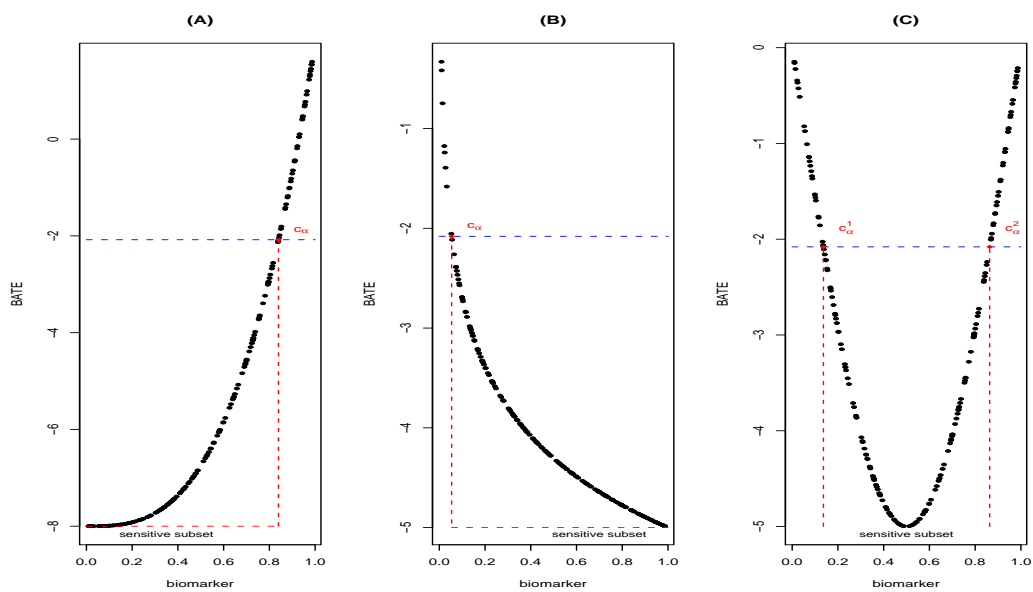 (A)
BATE
0
-2
-4
-6
-8
cα
sensitive subset
0.0 0.2 0.4 0.6 0.8 1.0
biomarker
(B)
BATE
-1
-2
-3
-4
-5
cα
sensitive subset
0.0 0.2 0.4 0.6 0.8 1.0
biomarker
(C)
BATE
0
-1
-2
-3
-4
-5
c¹α
c²α
sensitive subset
0.0 0.2 0.4 0.6 0.8 1.0
biomarker